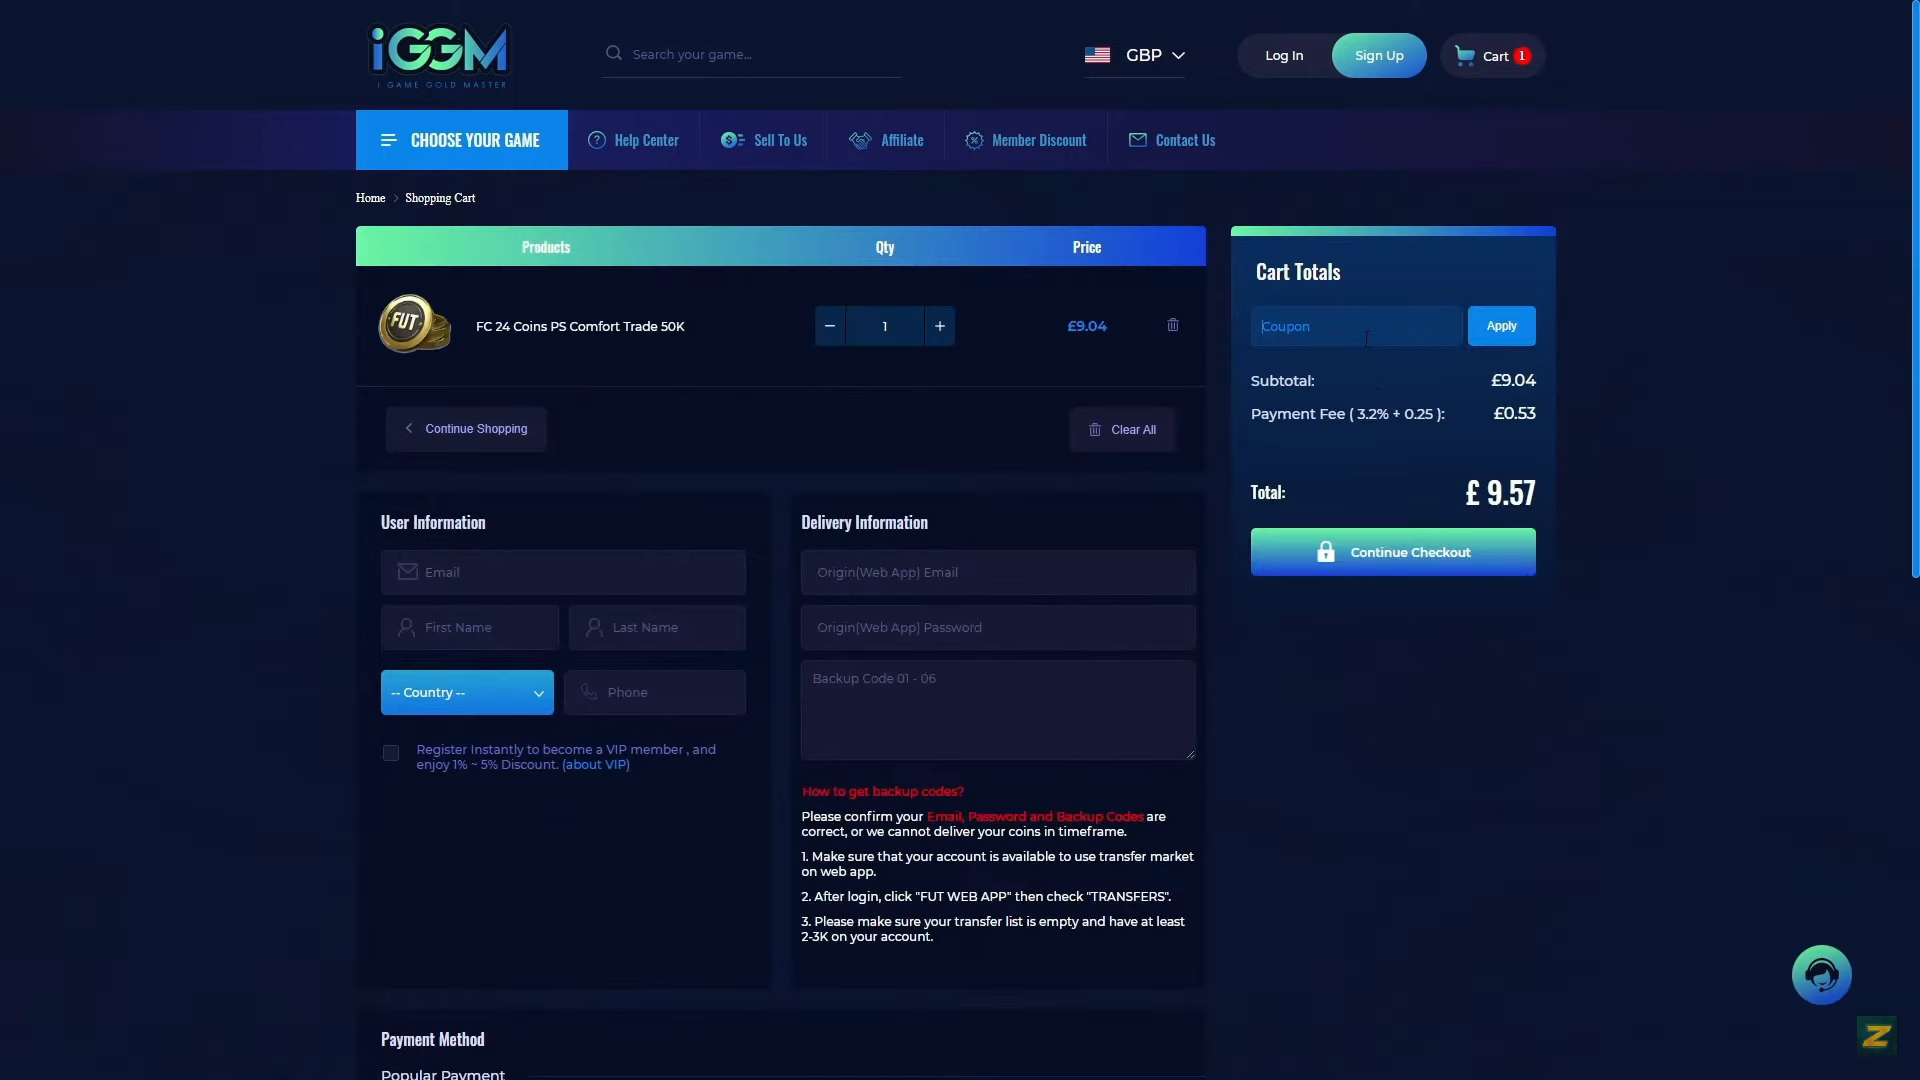 iGGM
I GAME GOLD MASTER
Search your game...
GBP
Log In
Sign Up
Cart 1
CHOOSE YOUR GAME
Help Center
Sell To Us
Affiliate
Member Discount
Contact Us
Home > Shopping Cart
Products
Qty
Price
FUT
FC 24 Coins PS Comfort Trade 50K
− 1 +
£9.04
Continue Shopping
Clear All
Cart Totals
Coupon
Apply
Subtotal: £9.04
Payment Fee ( 3.2% + 0.25 ): £0.53
Total: £ 9.57
Continue Checkout
User Information
Email
First Name
Last Name
-- Country --
Phone
Register Instantly to become a VIP member , and
enjoy 1% ~ 5% Discount. (about VIP)
Delivery Information
Origin(Web App) Email
Origin(Web App) Password
Backup Code 01 - 06
How to get backup codes?
Please confirm your Email, Password and Backup Codes are
correct, or we cannot deliver your coins in timeframe.
1. Make sure that your account is available to use transfer market
on web app.
2. After login, click "FUT WEB APP" then check "TRANSFERS".
3. Please make sure your transfer list is empty and have at least
2-3K on your account.
Payment Method
Popular Payment
Z